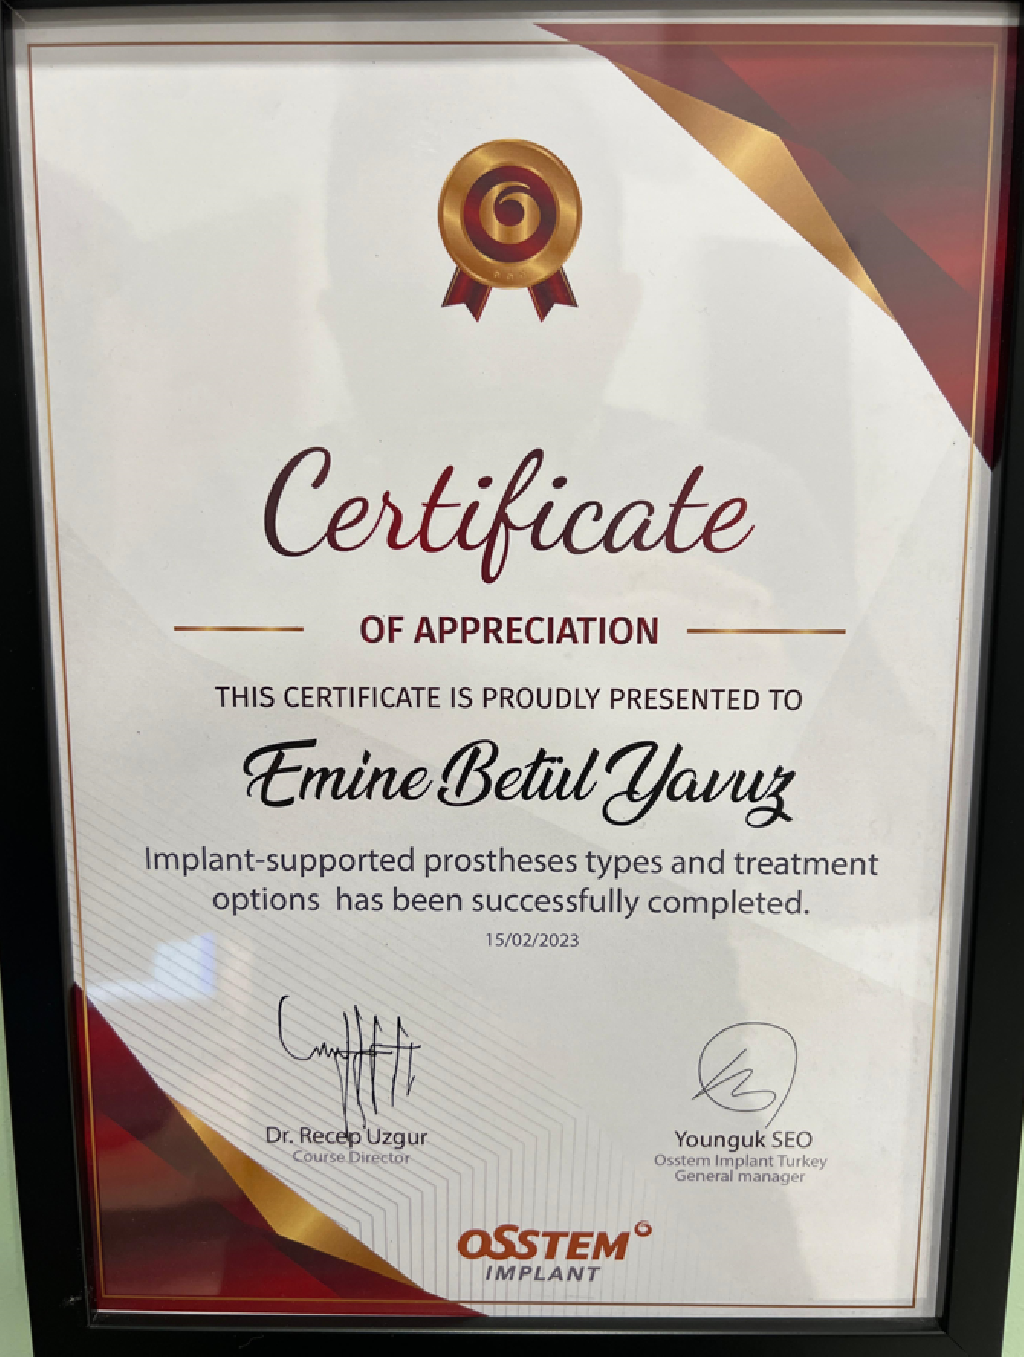 Certificate
OF APPRECIATION
THIS CERTIFICATE IS PROUDLY PRESENTED TO
Emine Betül Yavuz
Implant-supported prostheses types and treatment
options has been successfully completed.
15/02/2023
Dr. Recep Uzgur
Course Director
Younguk SEO
Osstem Implant Turkey
General manager
OSSTEM
IMPLANT